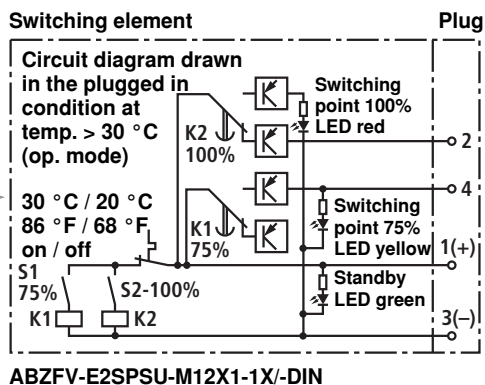 Switching element
Plug
Circuit diagram drawn
in the plugged in
condition at
temp. > 30 °C
(op. mode)
Switching
point 100%
LED red
K2
100%
2
4
30 °C / 20 °C
86 °F / 68 °F
on / off
K1
75%
Switching
point 75%
LED yellow
1(+)
S1
75%
S2-100%
Standby
LED green
K1
K2
3(–)
ABZFV-E2SPSU-M12X1-1X/-DIN